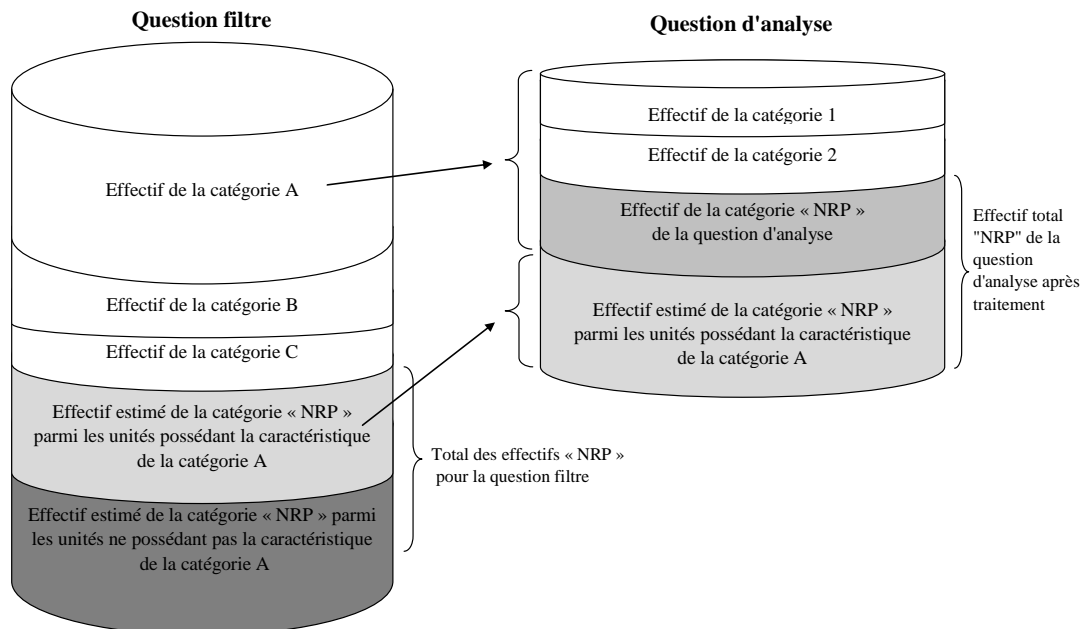 Question filtre
Question d'analyse
Effectif de la catégorie A
Effectif de la catégorie B
Effectif de la catégorie C
Effectif estimé de la catégorie « NRP »
parmi les unités possédant la caractéristique
de la catégorie A
Effectif estimé de la catégorie « NRP » parmi
les unités ne possédant pas la caractéristique
de la catégorie A
Total des effectifs « NRP »
pour la question filtre
Effectif de la catégorie 1
Effectif de la catégorie 2
Effectif de la catégorie « NRP »
de la question d'analyse
Effectif estimé de la catégorie « NRP »
parmi les unités possédant la caractéristique
de la catégorie A
Effectif total
"NRP" de la
question
d'analyse après
traitement